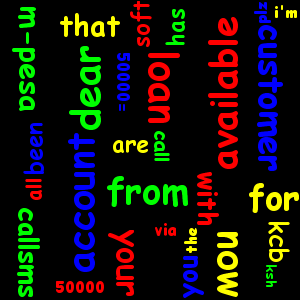 m-pesa
that
soft
has
zidi
i'm
dear
50000=
loan
available
customer
all
been
are
call
account
from
with
for
callsms
your
via
you
the
now
kcb
ksh
50000